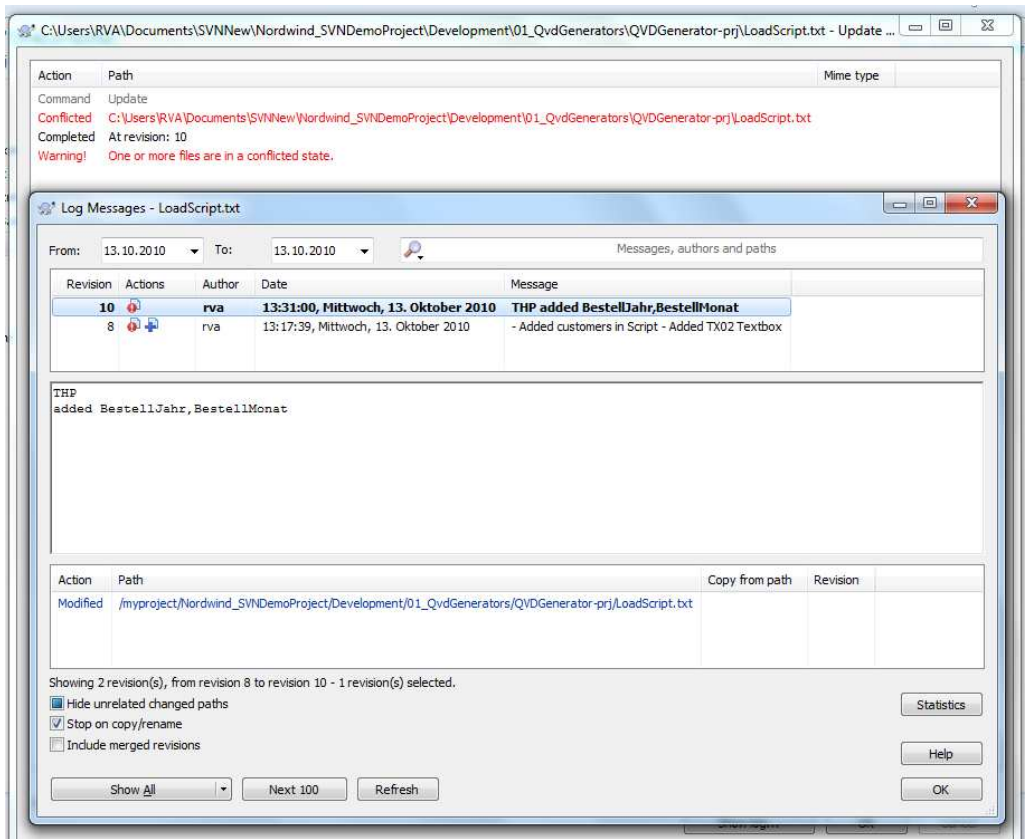 C:\Users\RVA\Documents\SVNNew\Nordwind_SVNDemoProject\Development\01_QvdGenerators\QVDGenerator-prj\LoadScript.txt - Update ...
Action Path Mime type
Command Update
Conflicted C:\Users\RVA\Documents\SVNNew\Nordwind_SVNDemoProject\Development\01_QvdGenerators\QVDGenerator-prj\LoadScript.txt
Completed At revision: 10
Warning! One or more files are in a conflicted state.
Log Messages - LoadScript.txt
From: 13.10.2010 To: 13.10.2010 Messages, authors and paths
Revision Actions Author Date Message
10 rva 13:31:00, Mittwoch, 13. Oktober 2010 THP added BestellJahr,BestellMonat
8 rva 13:17:39, Mittwoch, 13. Oktober 2010 - Added customers in Script - Added TX02 Textbox
THP
added BestellJahr,BestellMonat
Action Path Copy from path Revision
Modified /myproject/Nordwind_SVNDemoProject/Development/01_QvdGenerators/QVDGenerator-prj/LoadScript.txt
Showing 2 revision(s), from revision 8 to revision 10 - 1 revision(s) selected.
Hide unrelated changed paths Statistics
Stop on copy/rename
Include merged revisions
Help
Show All Next 100 Refresh OK